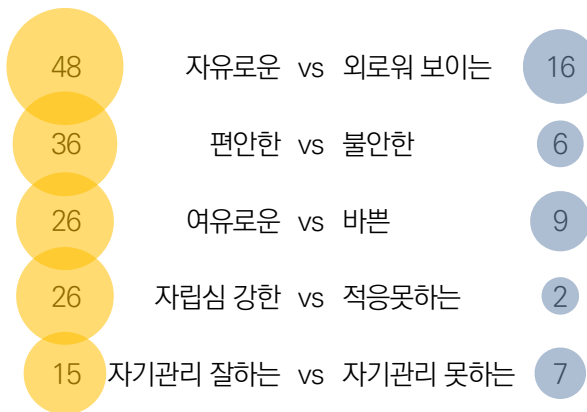 48 자유로운 vs 외로워 보이는 16
36 편안한 vs 불안한 6
26 여유로운 vs 바쁜 9
26 자립심 강한 vs 적응못하는 2
15 자기관리 잘하는 vs 자기관리 못하는 7